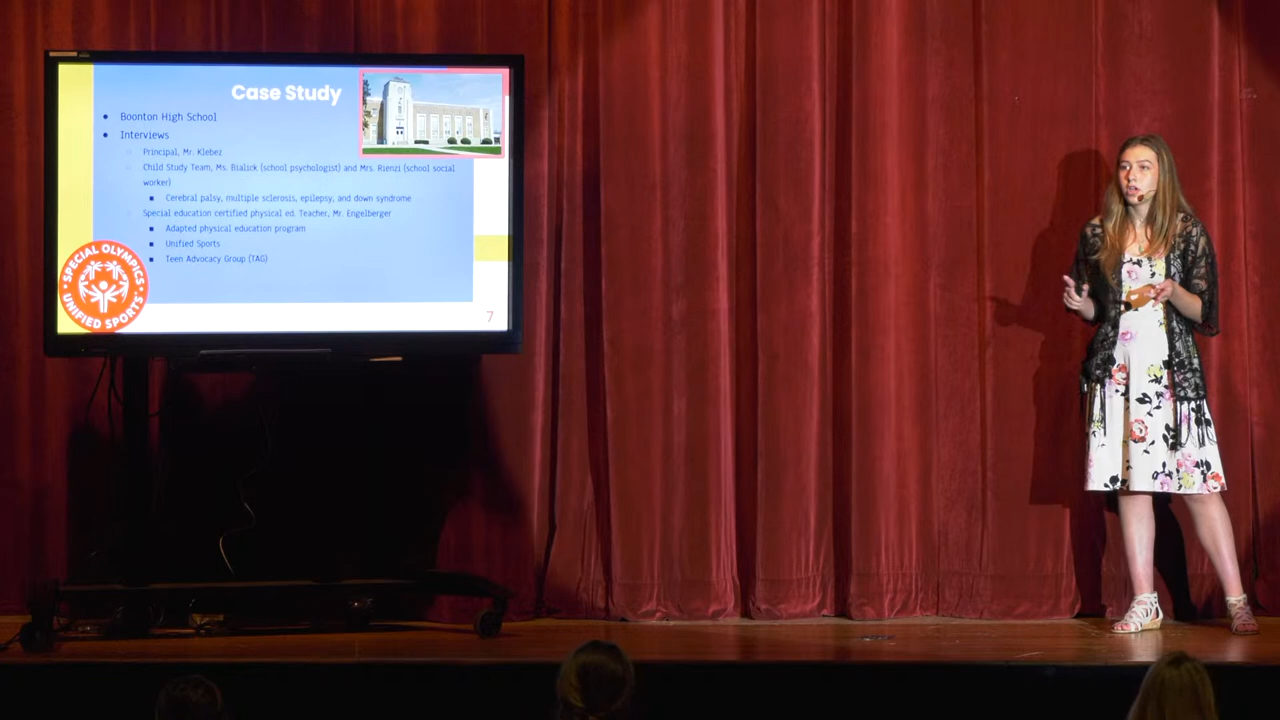 Case Study
Boonton High School
Interviews
Principal, Mr. Klebez
Child Study Team, Ms. Bialick (school psychologist) and Mrs. Rienzi (school social
worker)
Cerebral palsy, multiple sclerosis, epilepsy, and down syndrome
Special education certified physical ed. Teacher, Mr. Engelberger
Adapted physical education program
Unified Sports
Teen Advocacy Group (TAG)
SPECIAL OLYMPICS
UNIFIED SPORTS
7